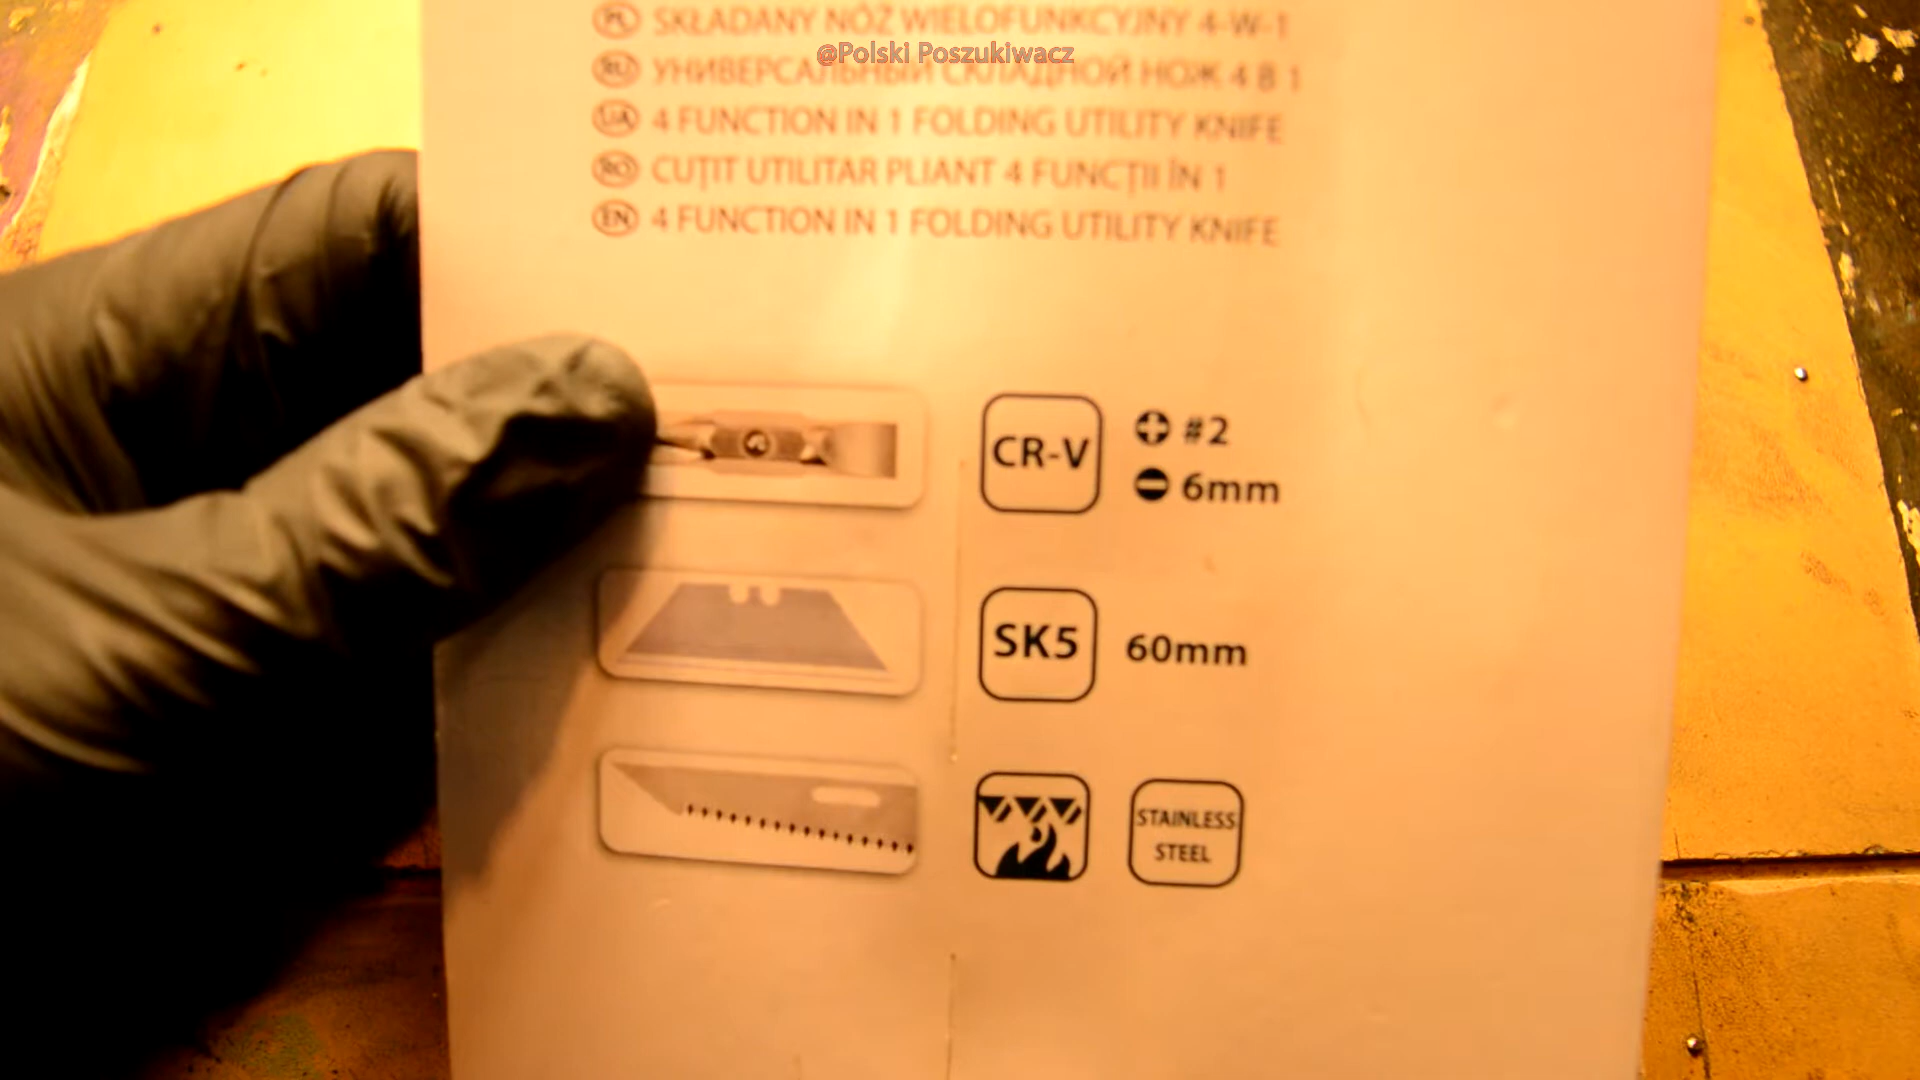 PL SKŁADANY NÓŻ WIELOFUNKCYJNY 4-W-1
@Polski Poszukiwacz
RU УНИВЕРСАЛЬНЫЙ СКЛАДНОЙ НОЖ 4 В 1
UA 4 FUNCTION IN 1 FOLDING UTILITY KNIFE
RO CUȚIT UTILITAR PLIANT 4 FUNCȚII ÎN 1
EN 4 FUNCTION IN 1 FOLDING UTILITY KNIFE
CR-V #2
6mm
SK5 60mm
STAINLESS
STEEL